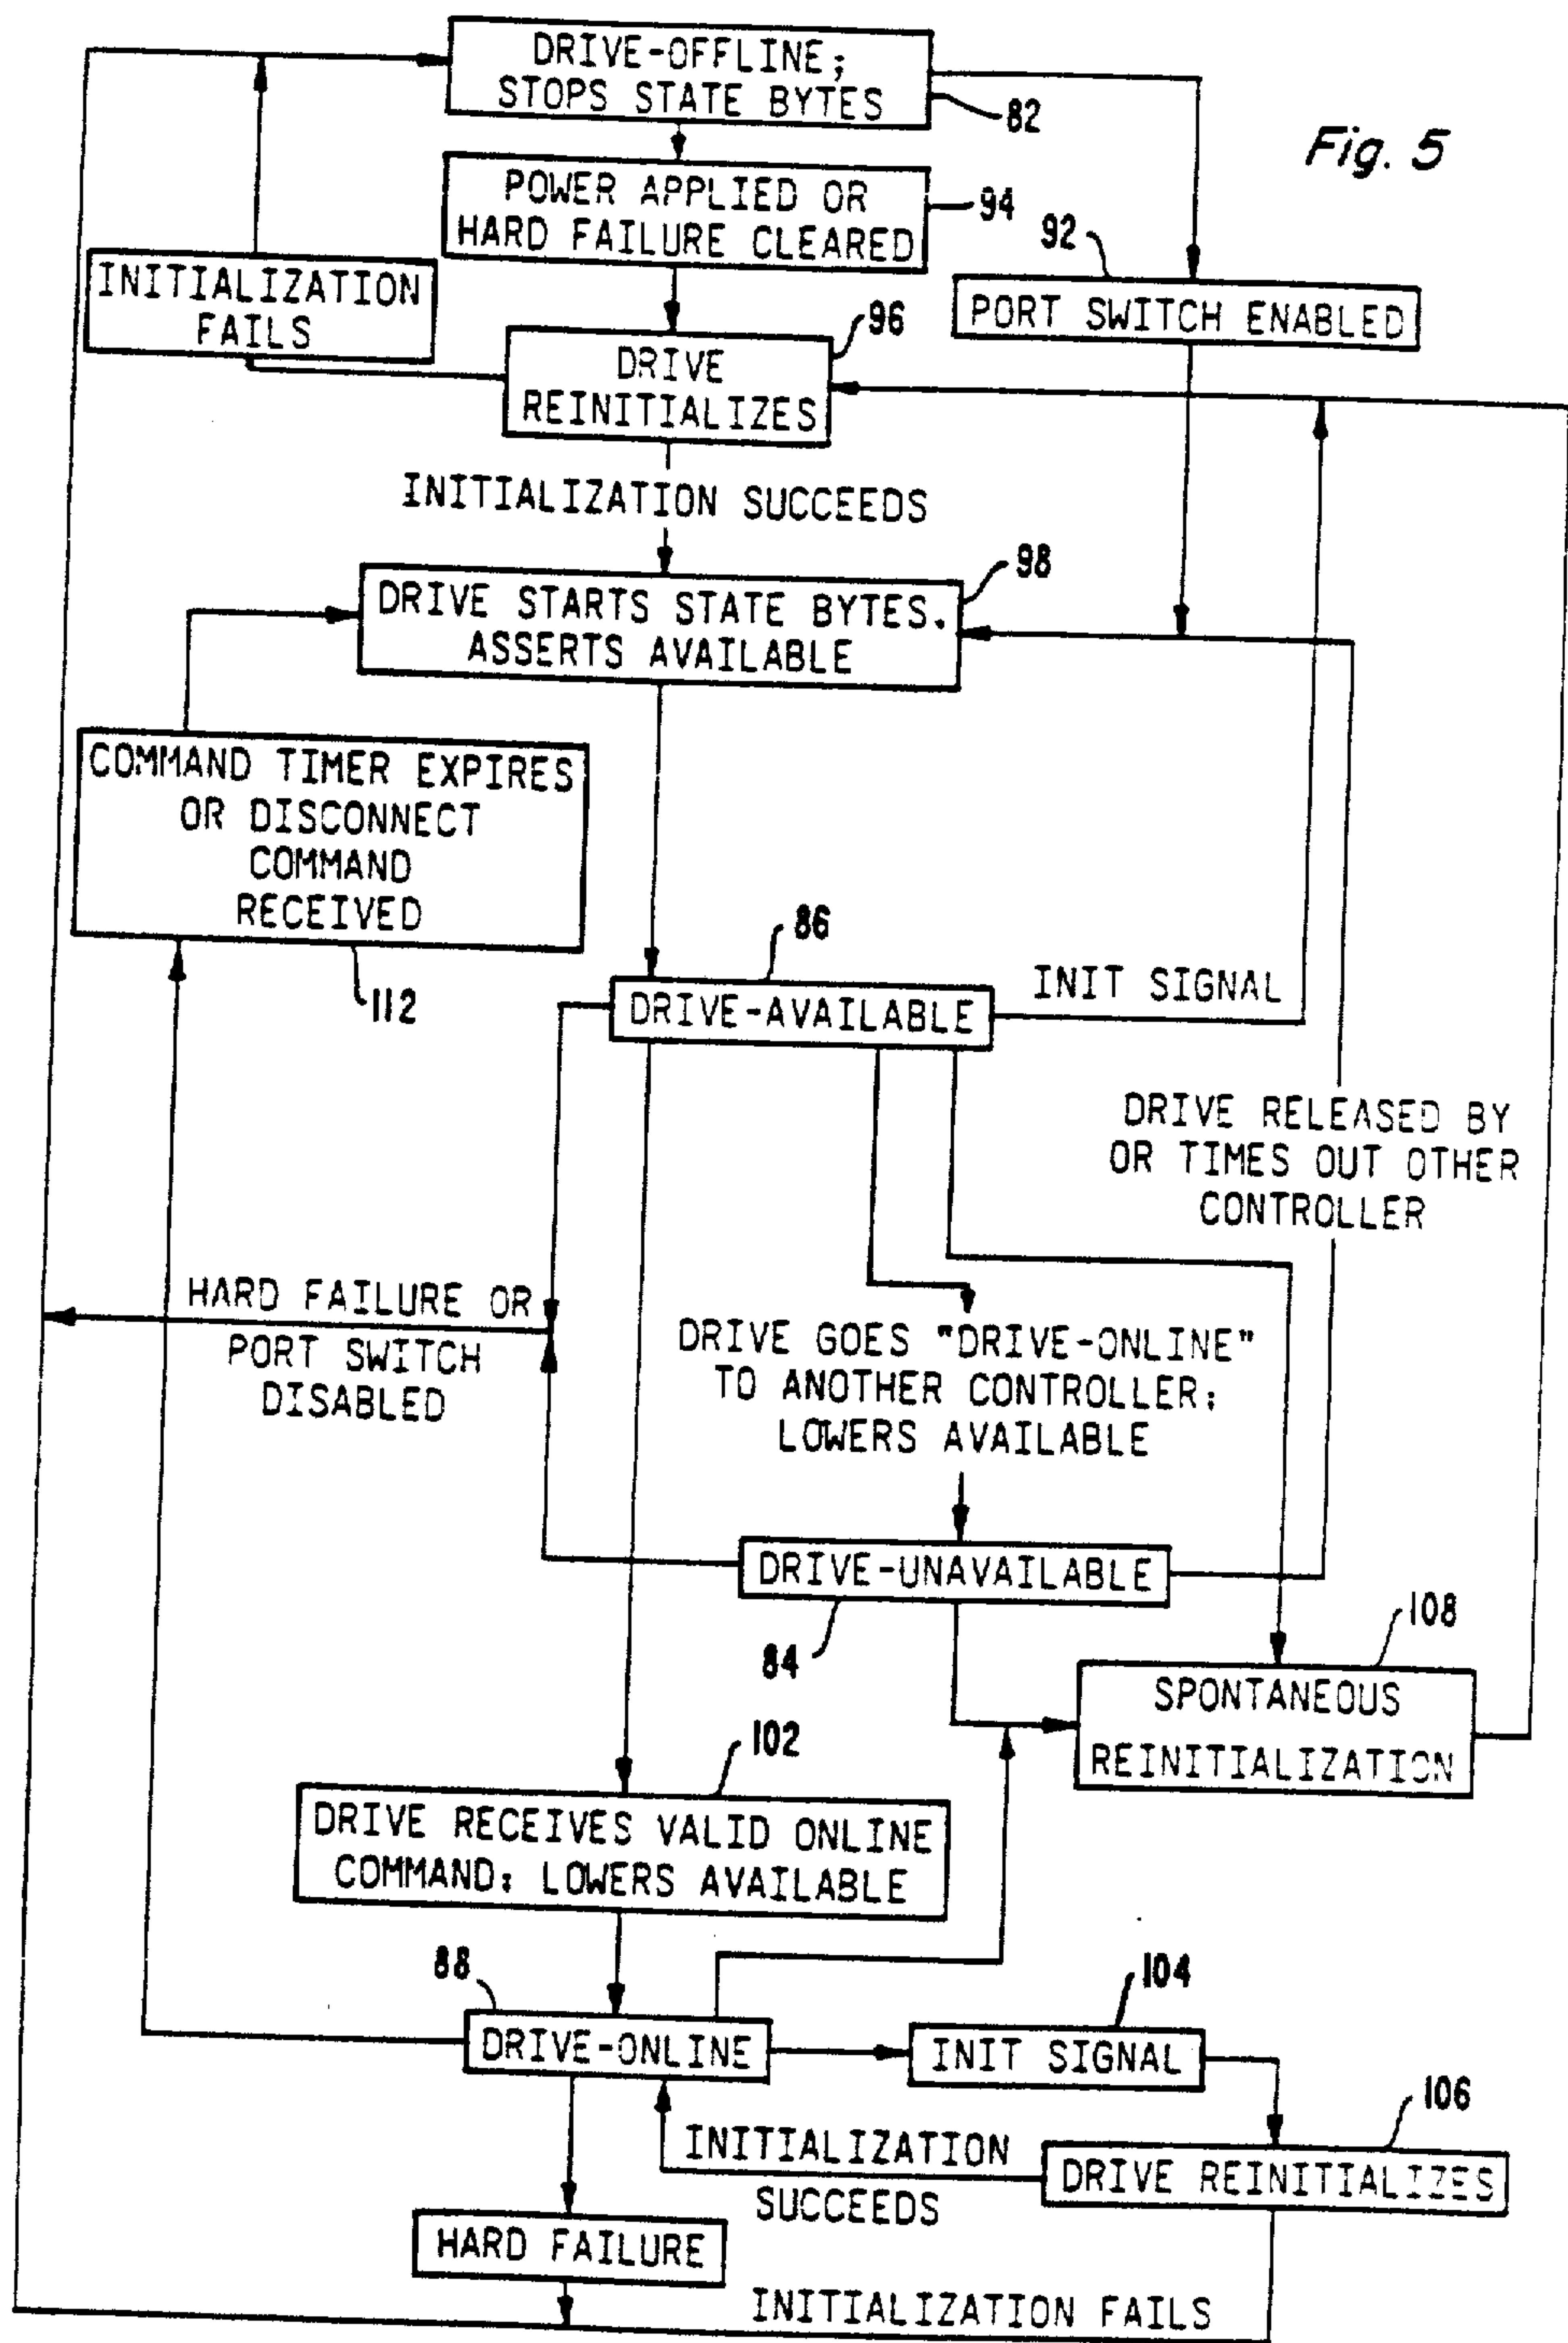 DRIVE-OFFLINE;
STOPS STATE BYTES
82
Fig. 5
POWER APPLIED OR
HARD FAILURE CLEARED
94
92
PORT SWITCH ENABLED
INITIALIZATION
FAILS
96
DRIVE
REINITIALIZES
INITIALIZATION SUCCEEDS
98
DRIVE STARTS STATE BYTES.
ASSERTS AVAILABLE
COMMAND TIMER EXPIRES
OR DISCONNECT
COMMAND
RECEIVED
112
86
DRIVE-AVAILABLE
INIT SIGNAL
DRIVE RELEASED BY
OR TIMES OUT OTHER
CONTROLLER
HARD FAILURE OR
PORT SWITCH
DISABLED
DRIVE GOES "DRIVE-ONLINE"
TO ANOTHER CONTROLLER;
LOWERS AVAILABLE
DRIVE-UNAVAILABLE
84
108
SPONTANEOUS
REINITIALIZATION
102
DRIVE RECEIVES VALID ONLINE
COMMAND; LOWERS AVAILABLE
88
DRIVE-ONLINE
104
INIT SIGNAL
106
DRIVE REINITIALIZES
INITIALIZATION
SUCCEEDS
HARD FAILURE
INITIALIZATION FAILS